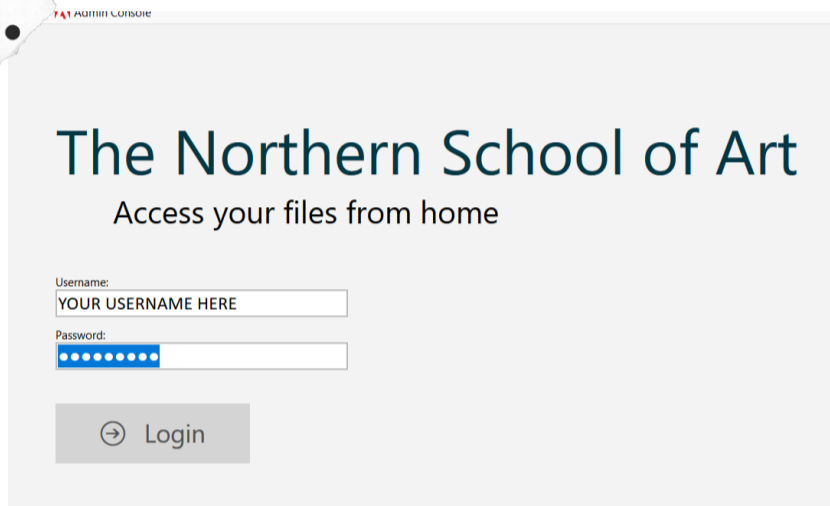 Admin Console
The Northern School of Art
Access your files from home
Username:
YOUR USERNAME HERE
Password:
Login